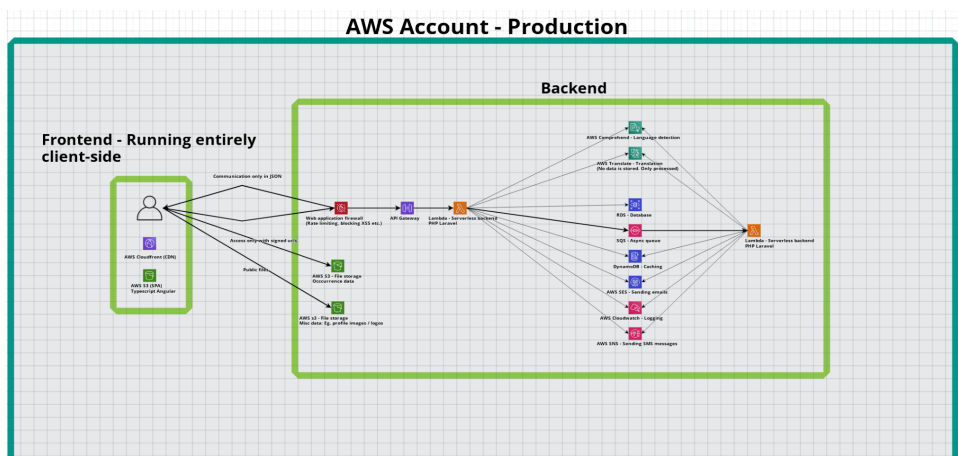 AWS Account - Production
Backend
Frontend - Running entirely
client-side
Communication only in JSON
AWS Cloudfront (CDN)
AWS S3 (SPA)
Typescript Angular
Access only with signed urls
Public files
Web application firewall
(Rate limiting, blocking XSS etc.)
API Gateway
Lambda - Serverless backend
PHP Laravel
AWS S3 - File storage
Occcurrence data
AWS s3 - File storage
Misc data: Eg. profile images / logos
AWS Comprehend - Language detection
AWS Translate - Translation
(No data is stored. Only processed)
RDS - Database
SQS - Async queue
DynamoDB - Caching
AWS SES - Sending emails
AWS Cloudwatch - Logging
AWS SNS - Sending SMS messages
Lambda - Serverless backend
PHP Laravel